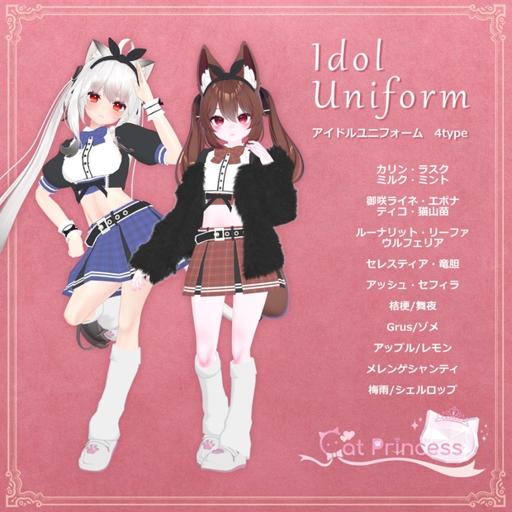 Idol
Uniform
アイドルユニフォーム 4type
カリン・ラスク
ミルク・ミント
御咲ライネ・エポナ
ディコ・猫山苗
ルーナリット・リーファ
ウルフェリア
セレスティア・竜胆
アッシュ・セフィラ
桔梗/舞夜
Grus/ゾメ
アップル/レモン
メレンゲシャンティ
梅雨/シェルロップ
Cat Princess